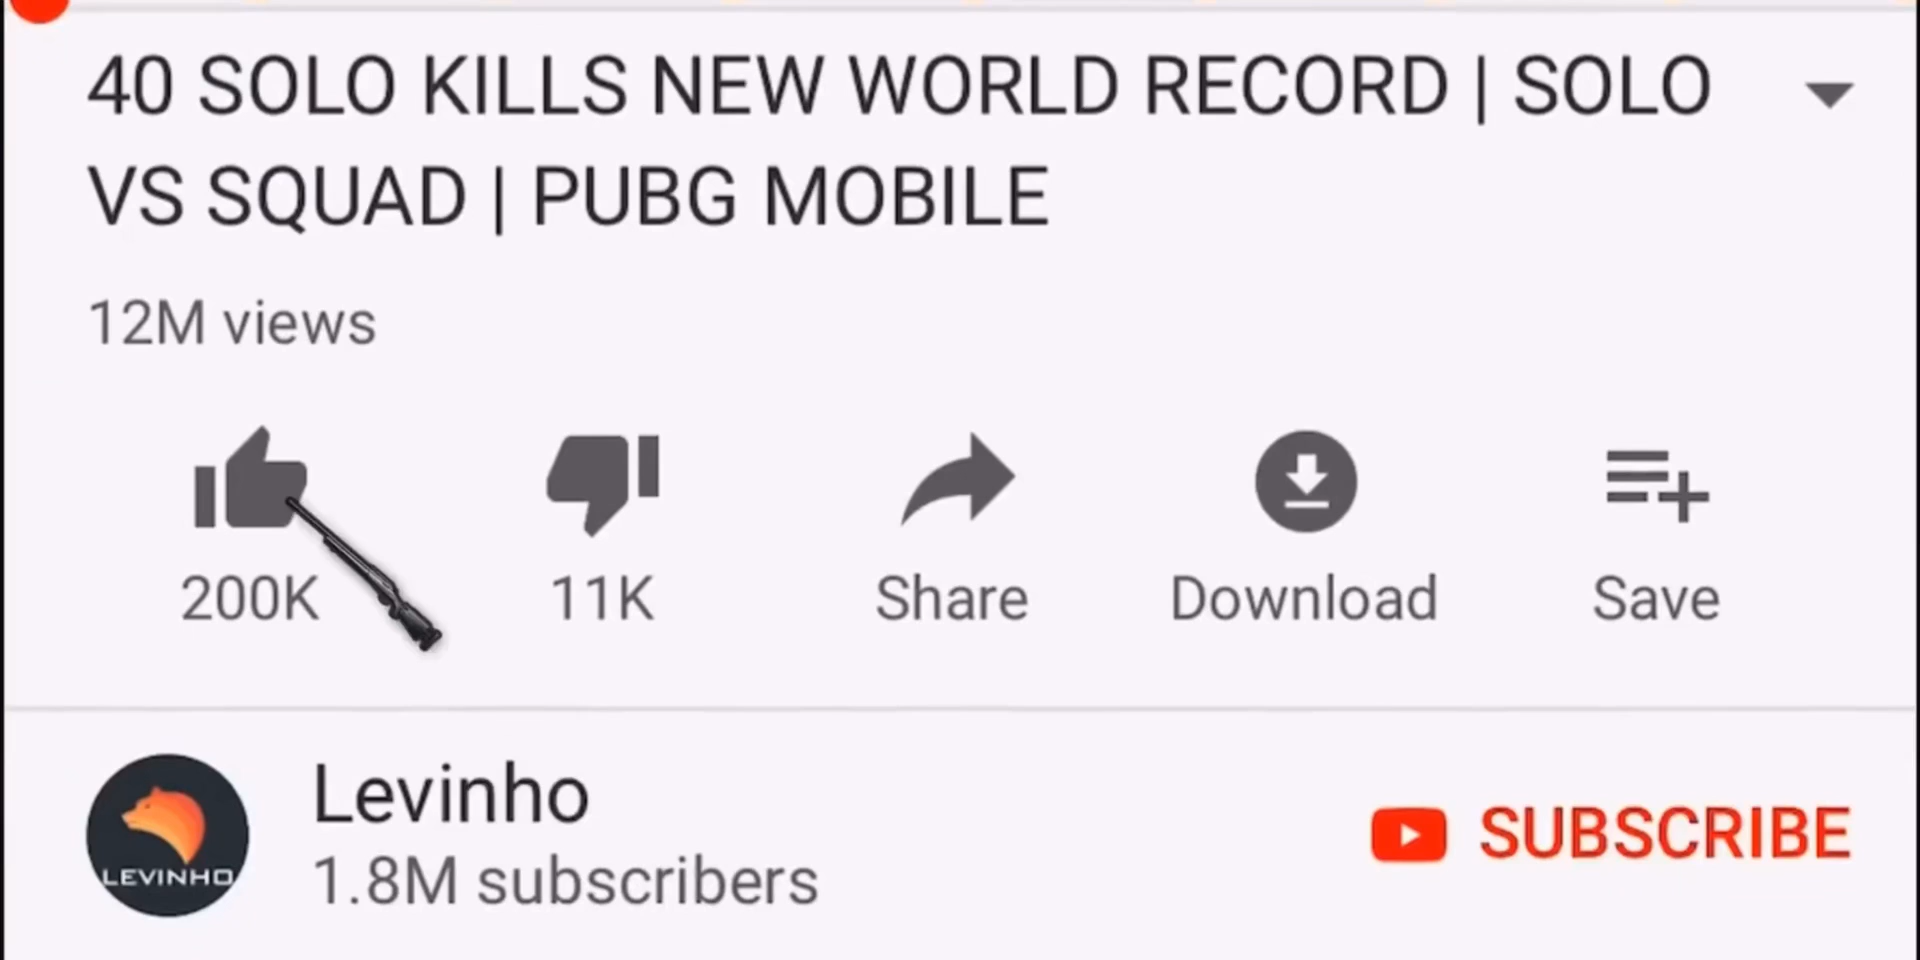 40 SOLO KILLS NEW WORLD RECORD | SOLO
VS SQUAD | PUBG MOBILE
12M views
200K
11K
Share
Download
Save
Levinho
1.8M subscribers
LEVINHO
SUBSCRIBE